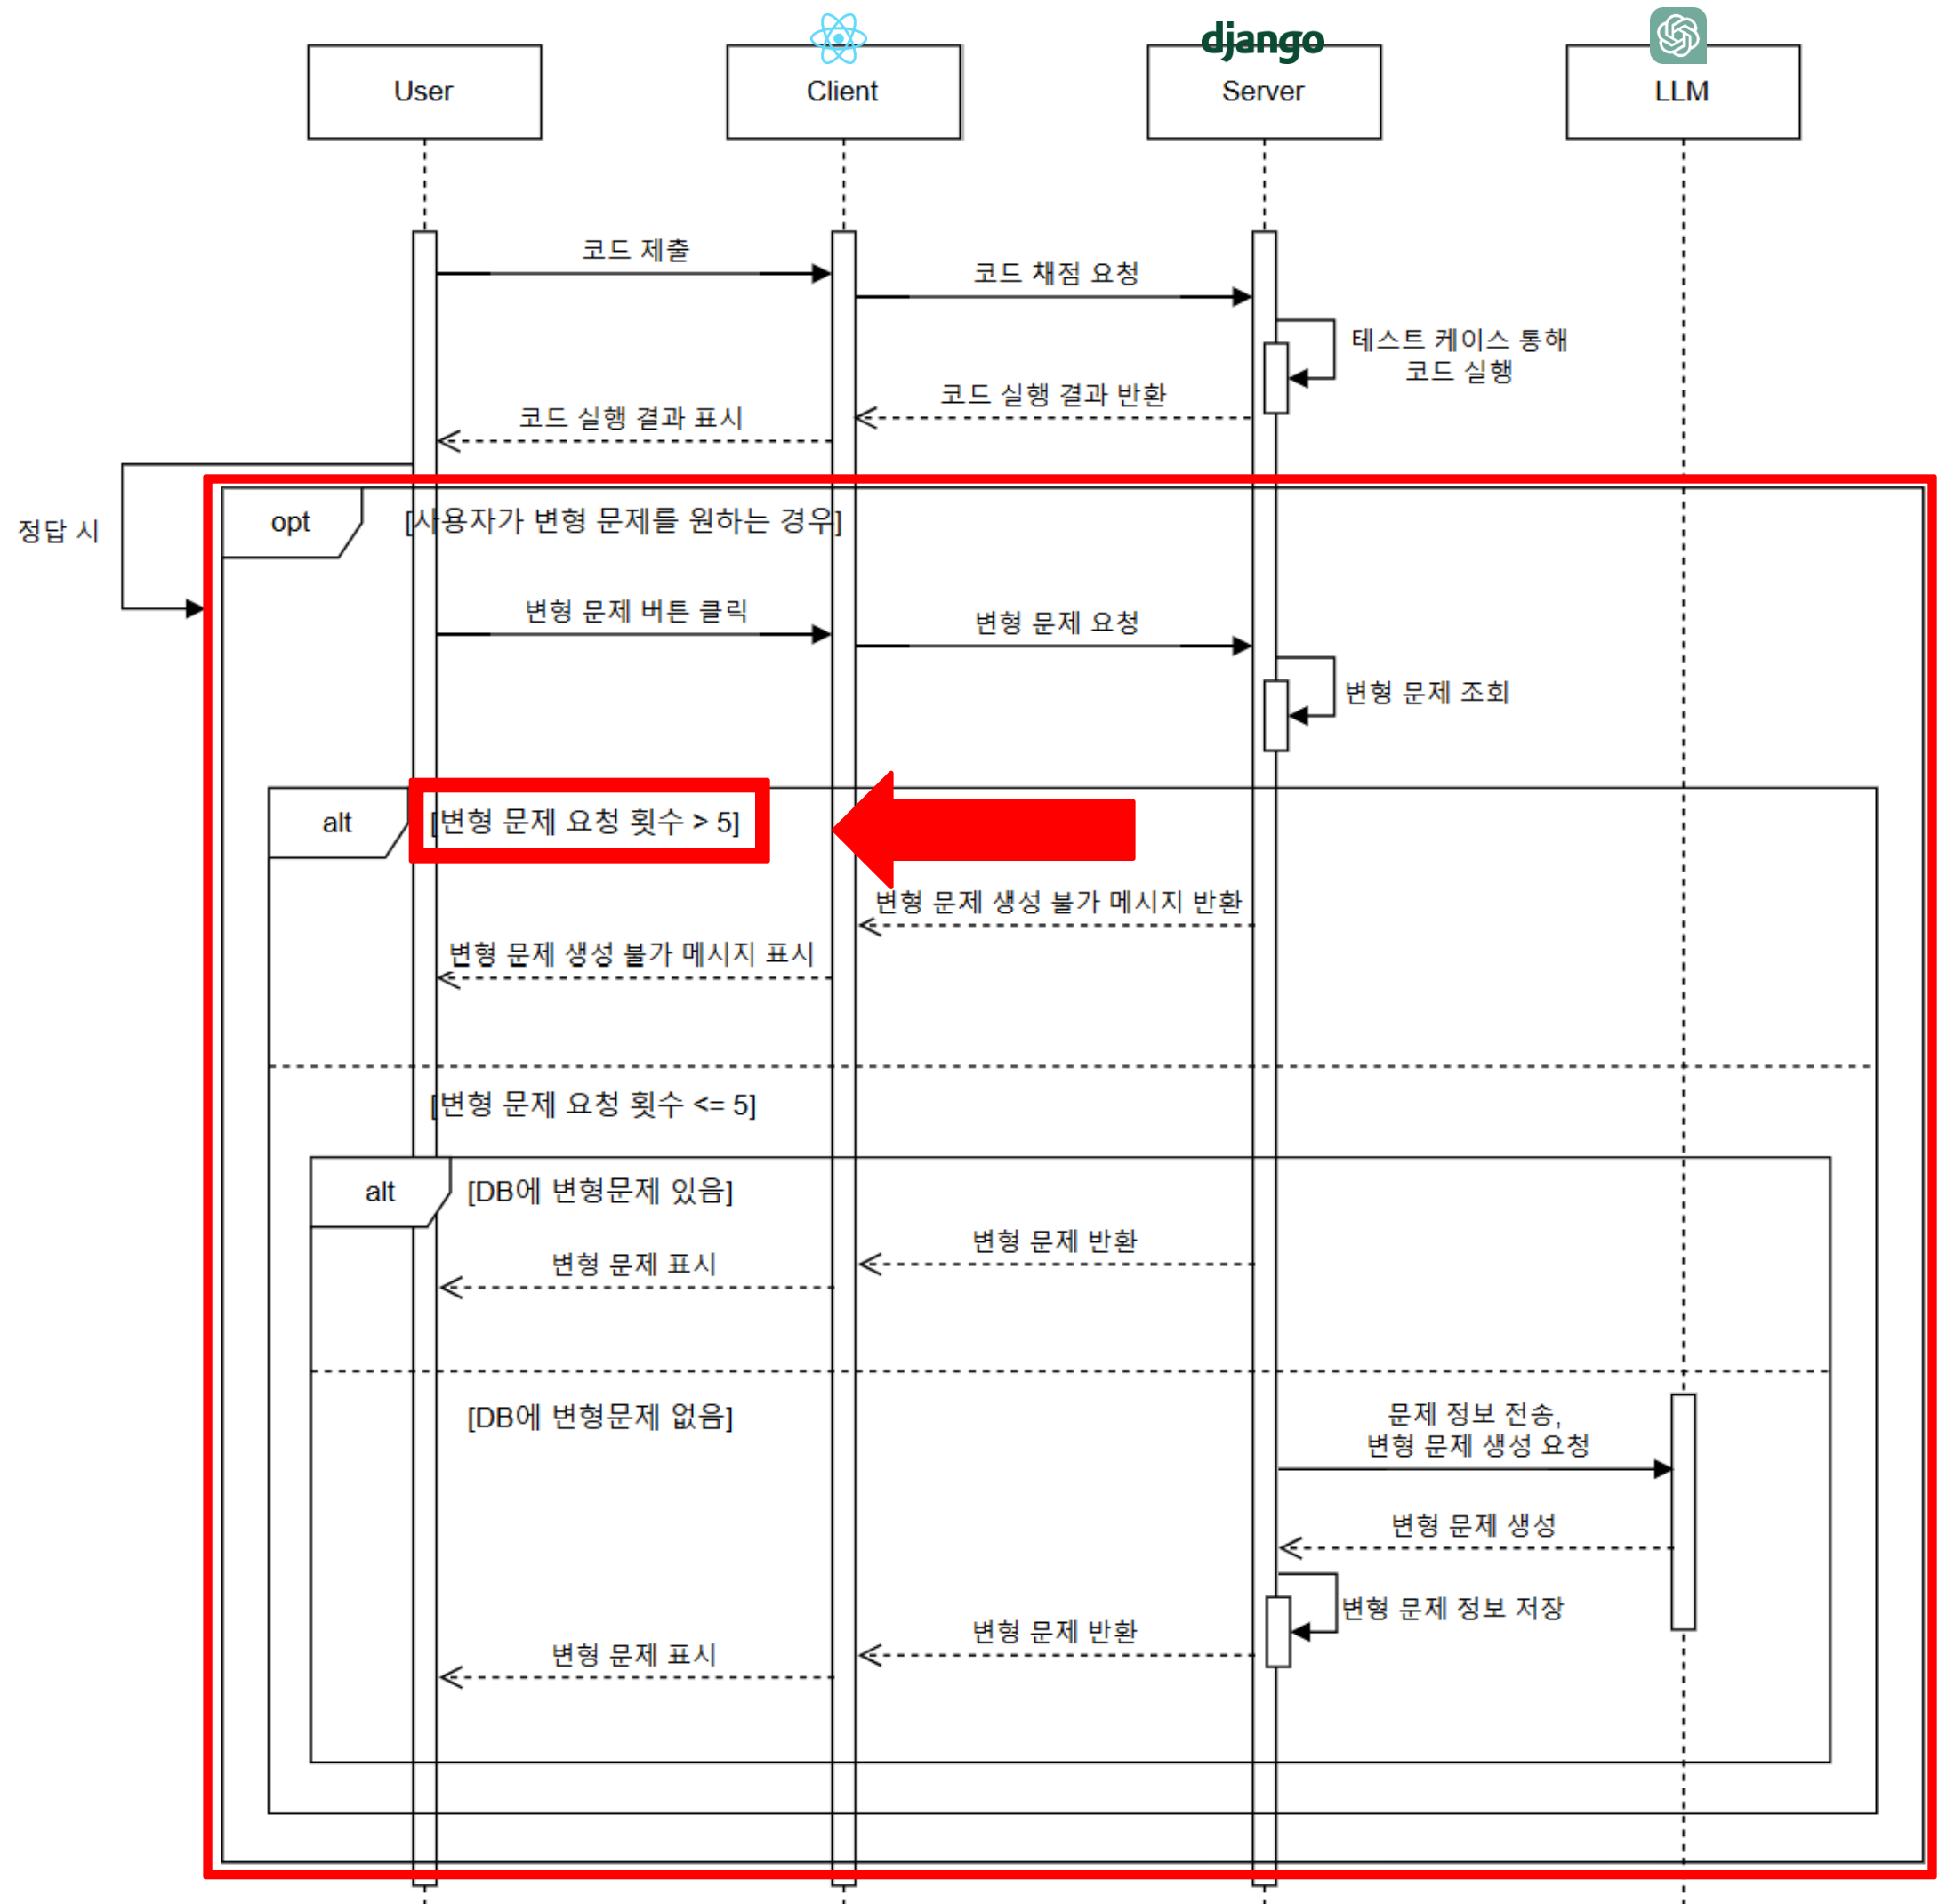 django
User
Client
Server
LLM
코드 제출
코드 채점 요청
테스트 케이스 통해
코드 실행
코드 실행 결과 반환
코드 실행 결과 표시
정답 시
opt
[사용자가 변형 문제를 원하는 경우]
변형 문제 버튼 클릭
변형 문제 요청
변형 문제 조회
alt
[변형 문제 요청 횟수 > 5]
변형 문제 생성 불가 메시지 반환
변형 문제 생성 불가 메시지 표시
[변형 문제 요청 횟수 <= 5]
alt
[DB에 변형문제 있음]
변형 문제 반환
변형 문제 표시
[DB에 변형문제 없음]
문제 정보 전송,
변형 문제 생성 요청
변형 문제 생성
변형 문제 정보 저장
변형 문제 반환
변형 문제 표시